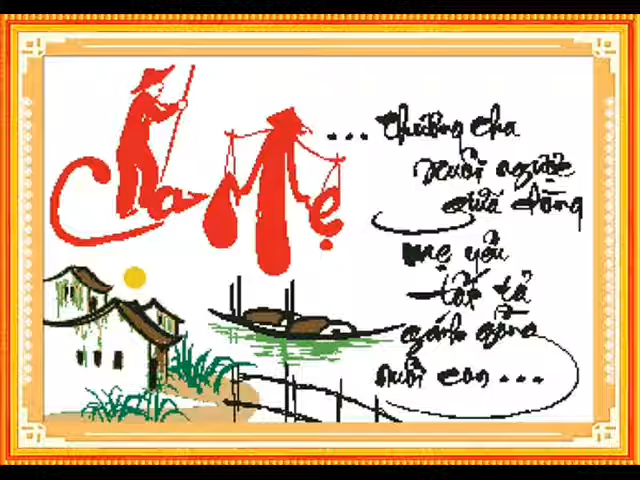 Cha Mẹ
... Thương cha
xuôi ngược
giữa dòng
mẹ yêu
tất tả
gánh gồng
nuôi con ...